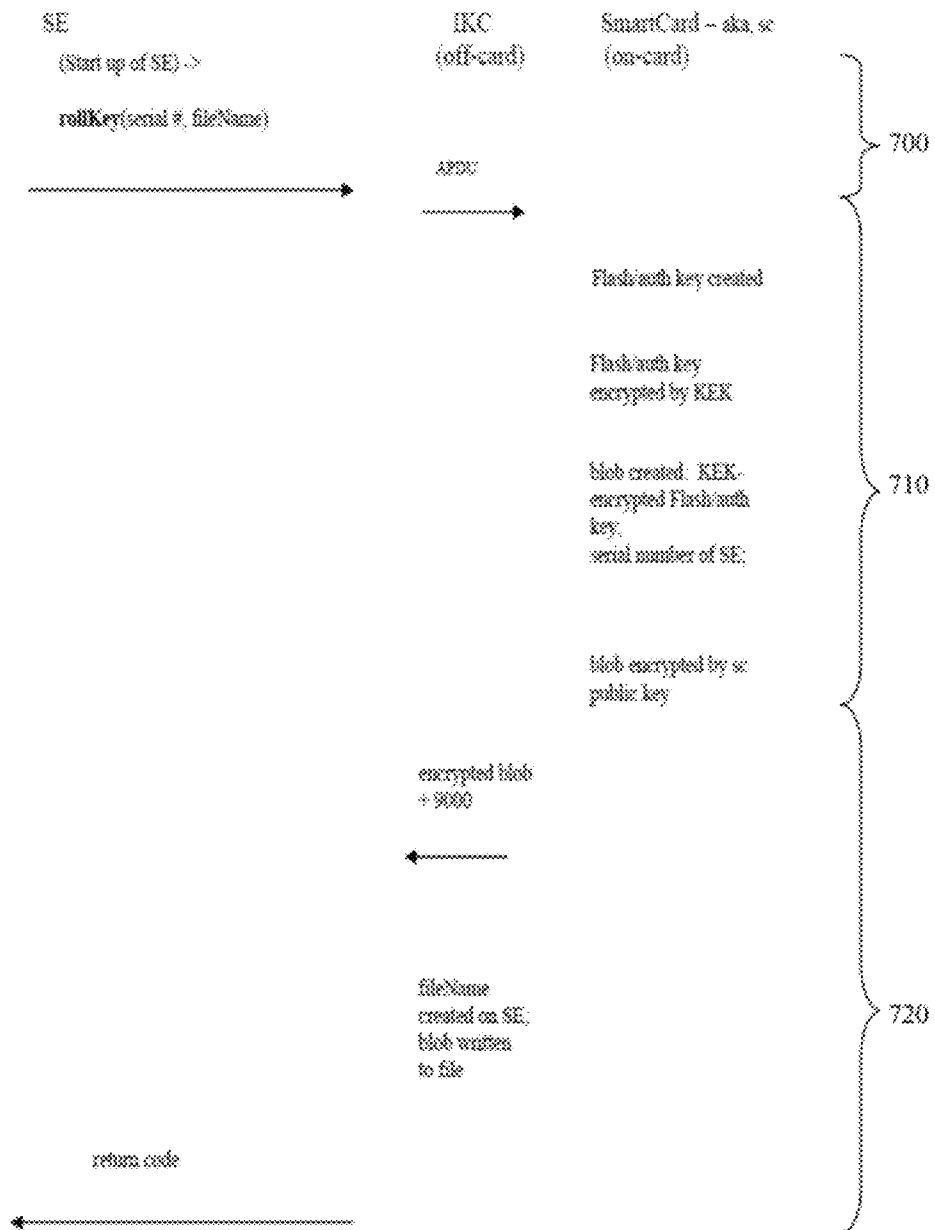 SE
IKC
(off-card)
SmartCard – aka, sc
(on-card)
(Start up of SE) ->
rollKey(serial #, fileName)
700
APDU
Flash/auth key created
Flash/auth key
encrypted by KEK
blob created: KEK-
encrypted Flash/auth
key;
serial number of SE;
710
blob encrypted by sc
public key
encrypted blob
+ 9000
fileName
created on SE;
blob written
to file
720
return code